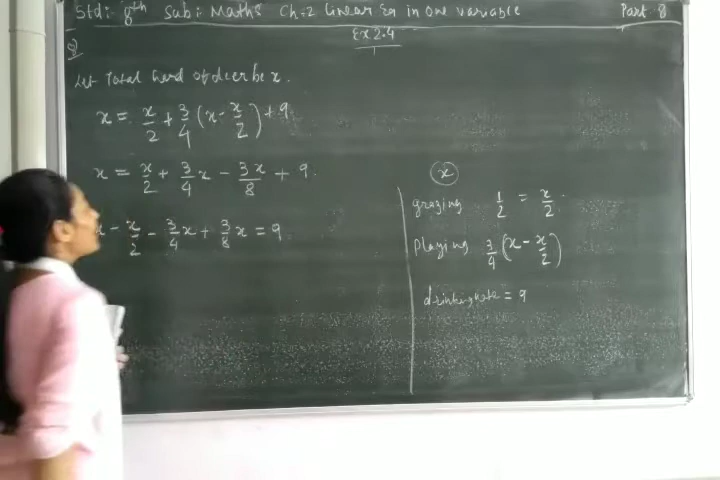 Std: 8th Sub: Maths Ch-2 Linear Eq in One variable Part 8
Ex 2.4
Let Total herd of deer be x.
x = x/2 + 3/4 (x - x/2) + 9
x = x/2 + 3/4 x - 3x/8 + 9
x - x/2 - 3/4 x + 3/8 x = 9
x
grazing 1/2 = x/2
Playing 3/4 (x - x/2)
drinking water = 9